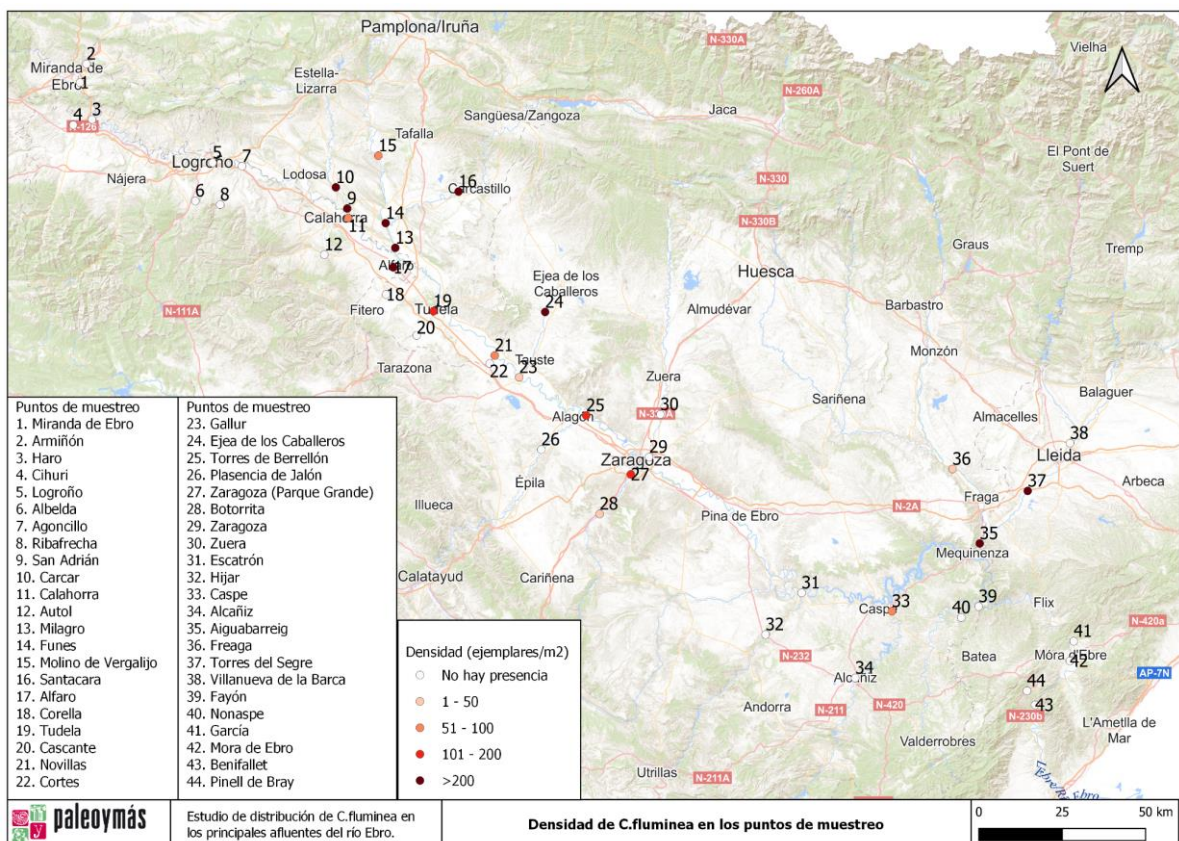 Pamplona/Iruña
N-330A
Vielha
2
Miranda de
Ebro
1
Estella-
Lizarra
N-260A
Jaca
4
3
N-126
Sangüesa/Zangoza
Tafalla
15
El Pont de
Suert
5
Logroño
7
Lodosa
10
16
Carcastillo
N-330
Nájera
6
8
9
Calahorra
11
14
N-330B
12
13
Graus
Tremp
Alfaro
17
Huesca
Ejea de los
Caballeros
24
18
Fitero
19
Tudela
N-111A
Almudévar
Barbastro
20
21
Tauste
Monzón
Tarazona
22
23
Zuera
Balaguer
Sariñena
25
Alagón
30
Almacelles
38
26
29
Zaragoza
Lleida
36
27
37
Épila
Arbeca
Illueca
28
Fraga
N-2A
Pina de Ebro
35
Mequinenza
Calatayud
Cariñena
31
39
Caspe
33
40
Flix
N-420a
32
41
N-232
Batea
Móra d'Ebre
42
34
Alcañiz
44
AP-7N
Andorra
N-211
N-420
43
N-230b
L'Ametlla de
Mar
Valderrobres
Utrillas
N-211A
Puntos de muestreo
1. Miranda de Ebro
2. Armiñón
3. Haro
4. Cihuri
5. Logroño
6. Albelda
7. Agoncillo
8. Ribafrecha
9. San Adrián
10. Carcar
11. Calahorra
12. Autol
13. Milagro
14. Funes
15. Molino de Vergalijo
16. Santacara
17. Alfaro
18. Corella
19. Tudela
20. Cascante
21. Novillas
22. Cortes
Puntos de muestreo
23. Gallur
24. Ejea de los Caballeros
25. Torres de Berrellón
26. Plasencia de Jalón
27. Zaragoza (Parque Grande)
28. Botorrita
29. Zaragoza
30. Zuera
31. Escatrón
32. Hijar
33. Caspe
34. Alcañiz
35. Aiguabarreig
36. Freaga
37. Torres del Segre
38. Villanueva de la Barca
39. Fayón
40. Nonaspe
41. García
42. Mora de Ebro
43. Benifallet
44. Pinell de Bray
Densidad (ejemplares/m2)
No hay presencia
1 - 50
51 - 100
101 - 200
>200
paleoymás
Estudio de distribución de C.fluminea en
los principales afluentes del río Ebro.
Densidad de C.fluminea en los puntos de muestreo
0 25 50 km